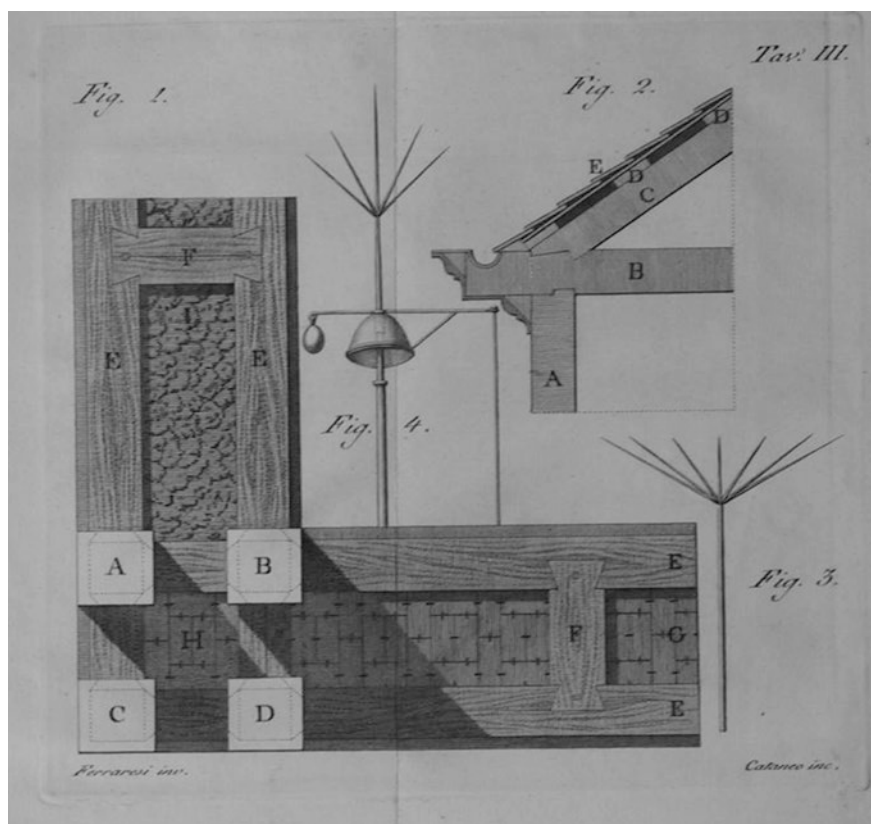 Tav. III.
Fig. 1.
Fig. 2.
D
E
D
C
F
B
I
E
E
A
Fig. 4.
A
B
E
Fig. 3.
H
F
G
C
D
E
Ferraresi inv.
Cataneo inc.